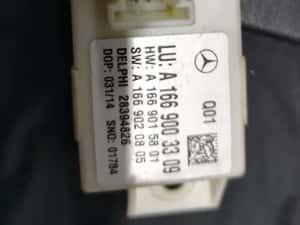 LU: A 166 900 33 09
HW: A 166 901 58 01
SW: A 166 902 08 05
DELPHI 28394826
DOP: 031/14 SNO: 01784
Q01